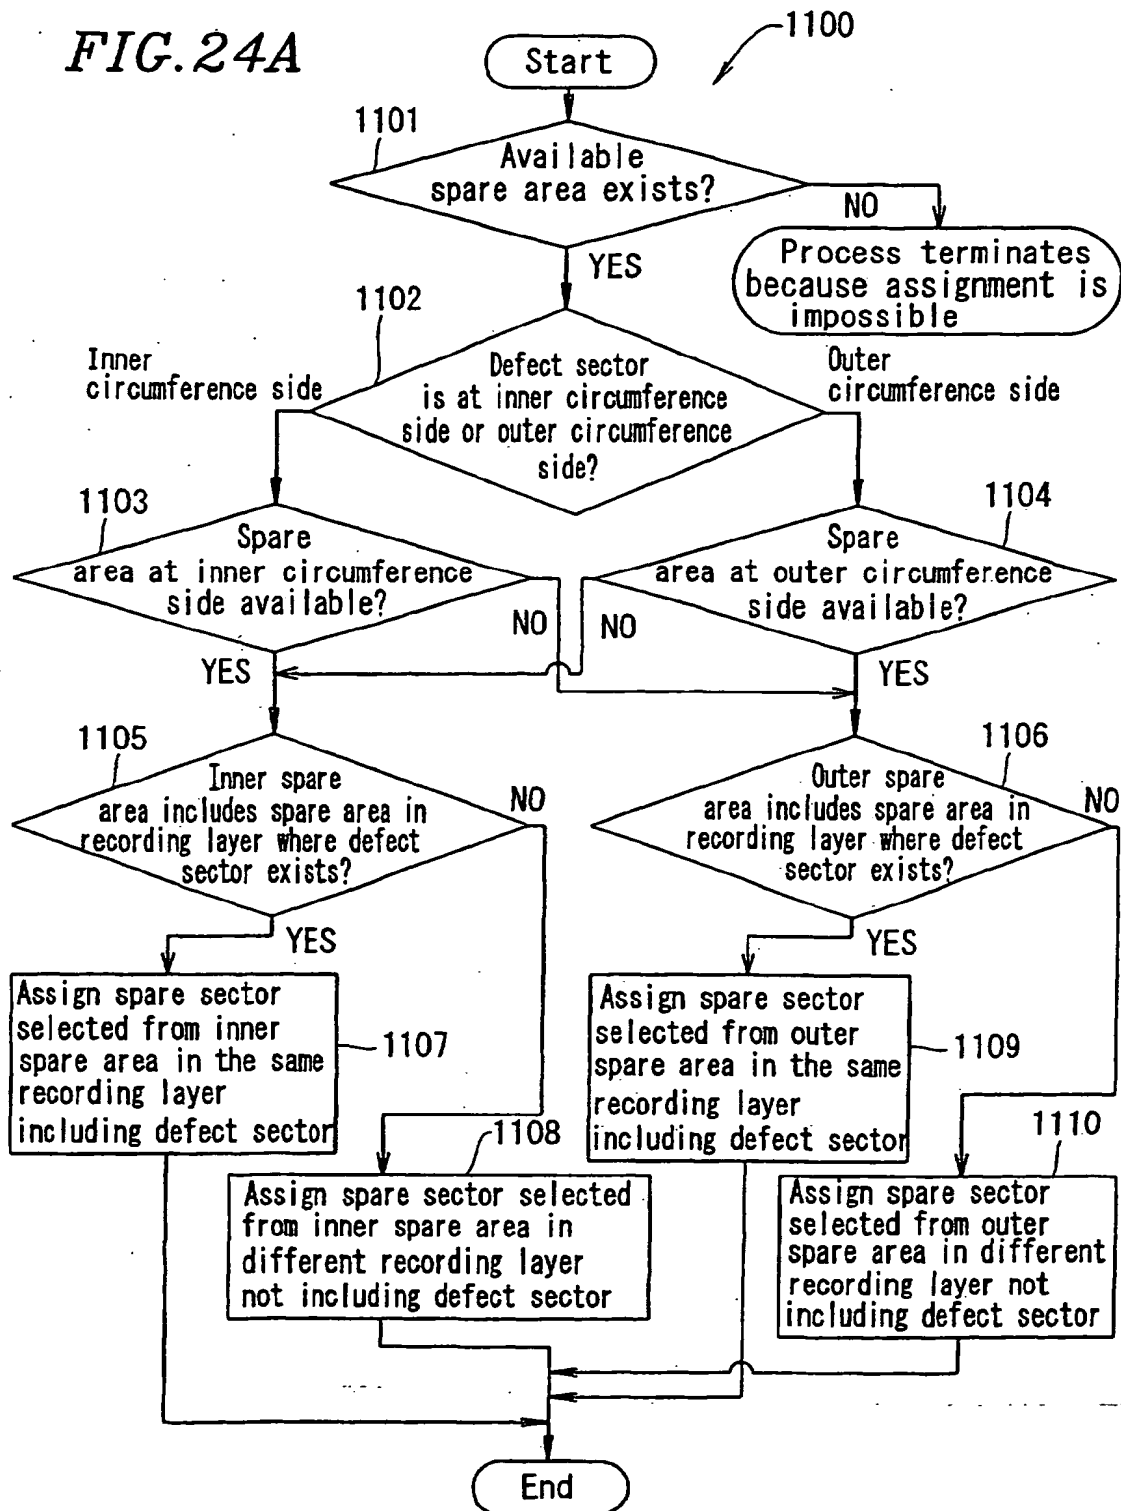 FIG.24A
1100
Start
1101
Available
spare area exists?
NO
YES
Process terminates
because assignment is
impossible
1102
Inner
circumference side
Defect sector
is at inner circumference
side or outer circumference
side?
Outer
circumference side
1103
Spare
area at inner circumference
side available?
NO
YES
1104
Spare
area at outer circumference
side available?
NO
YES
1105
Inner spare
area includes spare area in
recording layer where defect
sector exists?
NO
YES
1106
Outer spare
area includes spare area in
recording layer where defect
sector exists?
NO
YES
Assign spare sector
selected from inner
spare area in the same
recording layer
including defect sector
1107
Assign spare sector
selected from outer
spare area in the same
recording layer
including defect sector
1109
1108
Assign spare sector selected
from inner spare area in
different recording layer
not including defect sector
1110
Assign spare sector
selected from outer
spare area in different
recording layer not
including defect sector
End